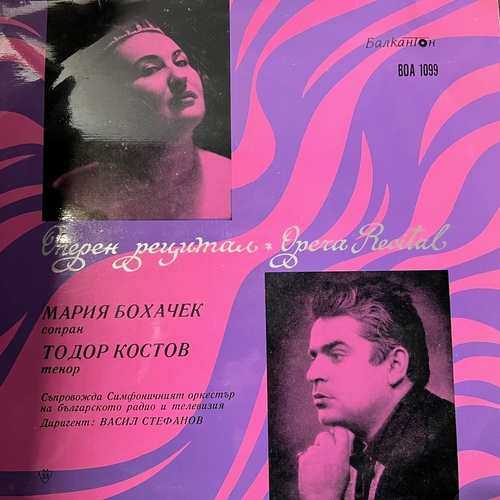 Балкантон
ВОА 1099
Оперен рецитал * Opera Recital
МАРИЯ БОХАЧЕК
сопран
ТОДОР КОСТОВ
тенор
Съпровожда Симфоничният оркестър
на българското радио и телевизия
Диригент: ВАСИЛ СТЕФАНОВ